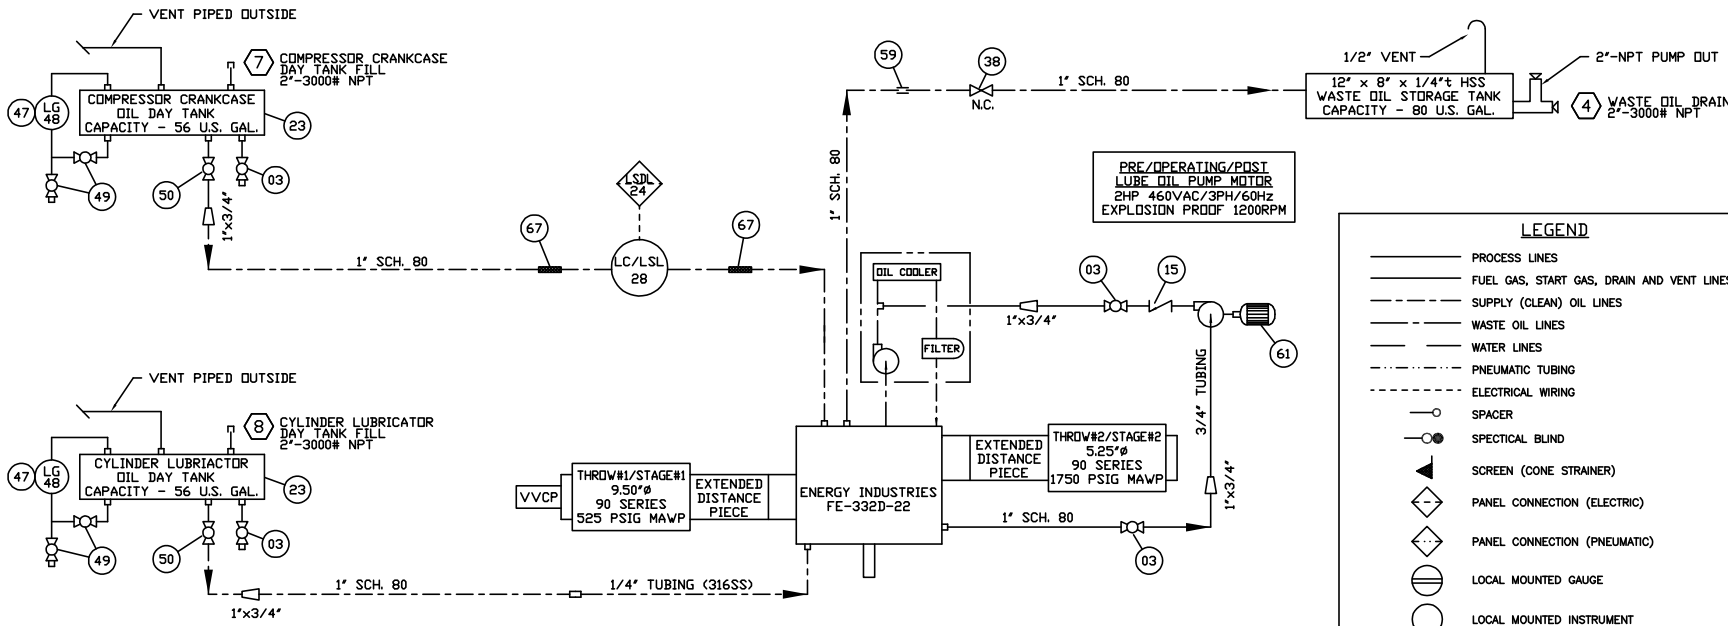 VENT PIPED OUTSIDE
7
COMPRESSOR CRANKCASE
DAY TANK FILL
2"-3000# NPT
47
LG
48
COMPRESSOR CRANKCASE
OIL DAY TANK
CAPACITY - 56 U.S. GAL.
23
49
50
03
1"x3/4"
1" SCH. 80
67
LSDL
24
LC/LSL
28
67
59
38
N.C.
1" SCH. 80
1" SCH. 80
1/2" VENT
2"-NPT PUMP OUT
12" x 8" x 1/4"t HSS
WASTE OIL STORAGE TANK
CAPACITY - 80 U.S. GAL.
4
WASTE OIL DRAIN
2"-3000# NPT
PRE/OPERATING/POST
LUBE OIL PUMP MOTOR
2HP 460VAC/3PH/60Hz
EXPLOSION PROOF 1200RPM
OIL COOLER
FILTER
1"x3/4"
03
15
61
3/4" TUBING
1"x3/4"
VENT PIPED OUTSIDE
8
CYLINDER LUBRICATOR
DAY TANK FILL
2"-3000# NPT
47
LG
48
CYLINDER LUBRIACTOR
OIL DAY TANK
CAPACITY - 56 U.S. GAL.
23
49
50
03
1"x3/4"
1" SCH. 80
1/4" TUBING (316SS)
VVCP
THROW#1/STAGE#1
9.50"ø
90 SERIES
525 PSIG MAWP
EXTENDED
DISTANCE
PIECE
ENERGY INDUSTRIES
FE-332D-22
EXTENDED
DISTANCE
PIECE
THROW#2/STAGE#2
5.25"ø
90 SERIES
1750 PSIG MAWP
1" SCH. 80
03
LEGEND
PROCESS LINES
FUEL GAS, START GAS, DRAIN AND VENT LINES
SUPPLY (CLEAN) OIL LINES
WASTE OIL LINES
WATER LINES
PNEUMATIC TUBING
ELECTRICAL WIRING
SPACER
SPECTICAL BLIND
SCREEN (CONE STRAINER)
PANEL CONNECTION (ELECTRIC)
PANEL CONNECTION (PNEUMATIC)
LOCAL MOUNTED GAUGE
LOCAL MOUNTED INSTRUMENT